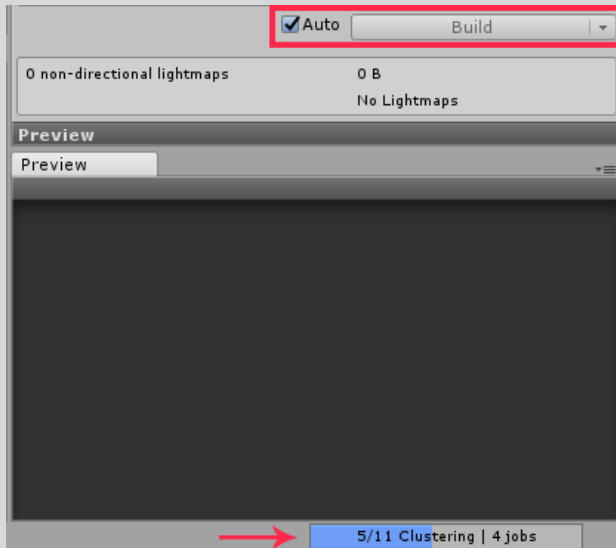 Auto Build
0 non-directional lightmaps 0 B
No Lightmaps
Preview
Preview
5/11 Clustering | 4 jobs